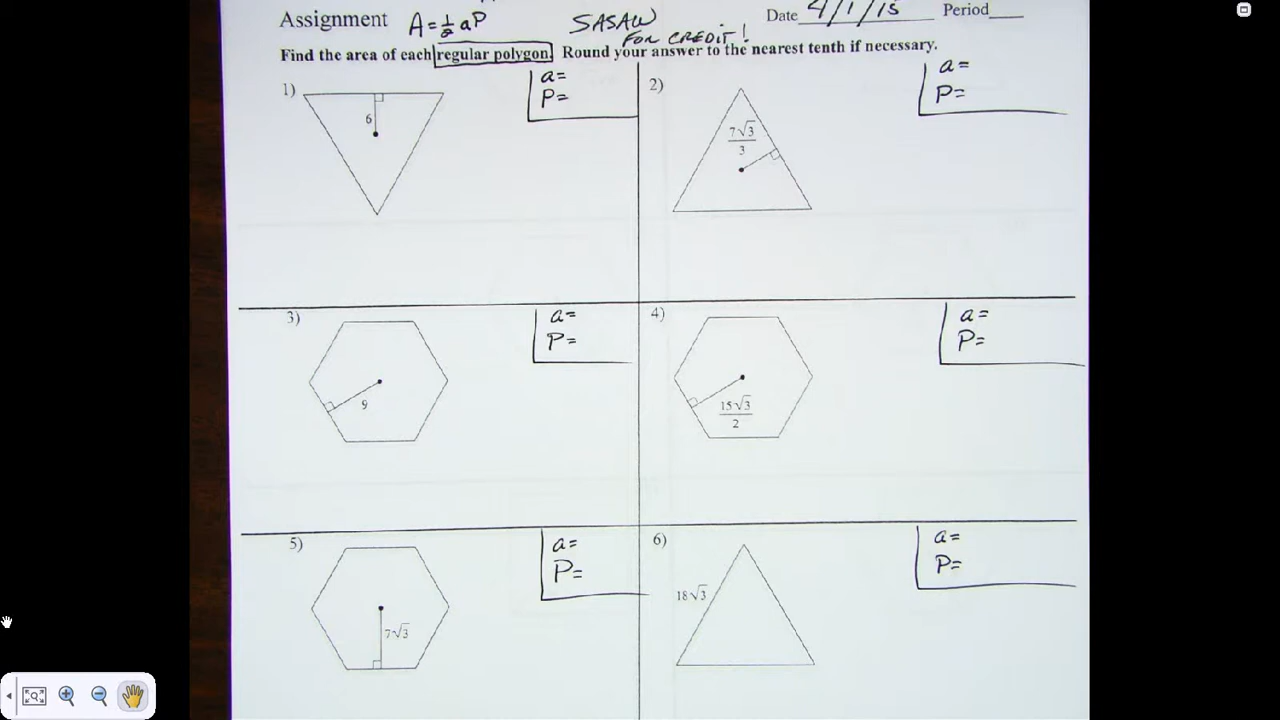 Assignment A = 1/2 aP SASAW Date 4/1/15 Period
FOR CREDIT!
Find the area of each regular polygon. Round your answer to the nearest tenth if necessary.
1) 6 a=
P=
2) 7√3/3 a=
P=
3) 9 a=
P=
4) 15√3/2 a=
P=
5) 7√3 a=
P=
6) 18√3 a=
P=